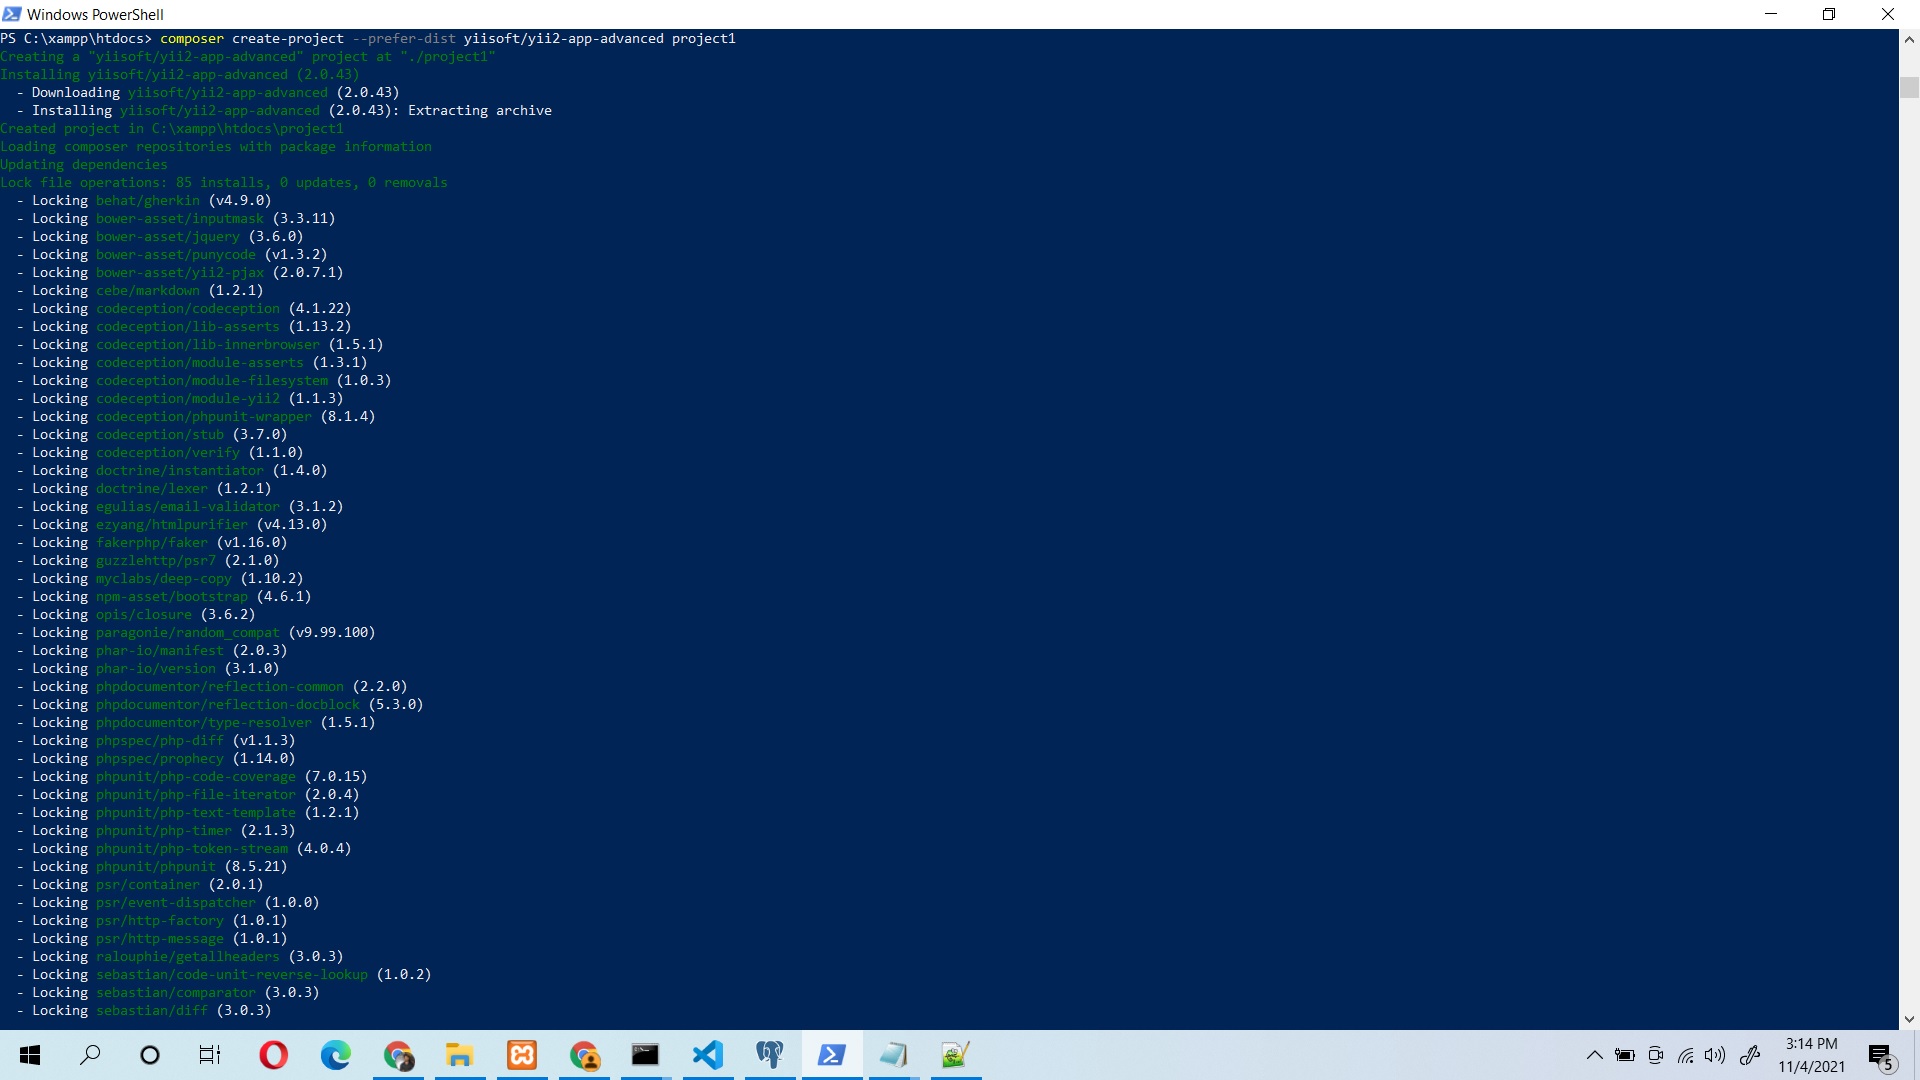 Windows PowerShell
PS C:\xampp\htdocs> composer create-project --prefer-dist yiisoft/yii2-app-advanced project1
Creating a "yiisoft/yii2-app-advanced" project at "./project1"
Installing yiisoft/yii2-app-advanced (2.0.43)
  - Downloading yiisoft/yii2-app-advanced (2.0.43)
  - Installing yiisoft/yii2-app-advanced (2.0.43): Extracting archive
Created project in C:\xampp\htdocs\project1
Loading composer repositories with package information
Updating dependencies
Lock file operations: 85 installs, 0 updates, 0 removals
  - Locking behat/gherkin (v4.9.0)
  - Locking bower-asset/inputmask (3.3.11)
  - Locking bower-asset/jquery (3.6.0)
  - Locking bower-asset/punycode (v1.3.2)
  - Locking bower-asset/yii2-pjax (2.0.7.1)
  - Locking cebe/markdown (1.2.1)
  - Locking codeception/codeception (4.1.22)
  - Locking codeception/lib-asserts (1.13.2)
  - Locking codeception/lib-innerbrowser (1.5.1)
  - Locking codeception/module-asserts (1.3.1)
  - Locking codeception/module-filesystem (1.0.3)
  - Locking codeception/module-yii2 (1.1.3)
  - Locking codeception/phpunit-wrapper (8.1.4)
  - Locking codeception/stub (3.7.0)
  - Locking codeception/verify (1.1.0)
  - Locking doctrine/instantiator (1.4.0)
  - Locking doctrine/lexer (1.2.1)
  - Locking egulias/email-validator (3.1.2)
  - Locking ezyang/htmlpurifier (v4.13.0)
  - Locking fakerphp/faker (v1.16.0)
  - Locking guzzlehttp/psr7 (2.1.0)
  - Locking myclabs/deep-copy (1.10.2)
  - Locking npm-asset/bootstrap (4.6.1)
  - Locking opis/closure (3.6.2)
  - Locking paragonie/random_compat (v9.99.100)
  - Locking phar-io/manifest (2.0.3)
  - Locking phar-io/version (3.1.0)
  - Locking phpdocumentor/reflection-common (2.2.0)
  - Locking phpdocumentor/reflection-docblock (5.3.0)
  - Locking phpdocumentor/type-resolver (1.5.1)
  - Locking phpspec/php-diff (v1.1.3)
  - Locking phpspec/prophecy (1.14.0)
  - Locking phpunit/php-code-coverage (7.0.15)
  - Locking phpunit/php-file-iterator (2.0.4)
  - Locking phpunit/php-text-template (1.2.1)
  - Locking phpunit/php-timer (2.1.3)
  - Locking phpunit/php-token-stream (4.0.4)
  - Locking phpunit/phpunit (8.5.21)
  - Locking psr/container (2.0.1)
  - Locking psr/event-dispatcher (1.0.0)
  - Locking psr/http-factory (1.0.1)
  - Locking psr/http-message (1.0.1)
  - Locking ralouphie/getallheaders (3.0.3)
  - Locking sebastian/code-unit-reverse-lookup (1.0.2)
  - Locking sebastian/comparator (3.0.3)
  - Locking sebastian/diff (3.0.3)
3:14 PM
11/4/2021
5